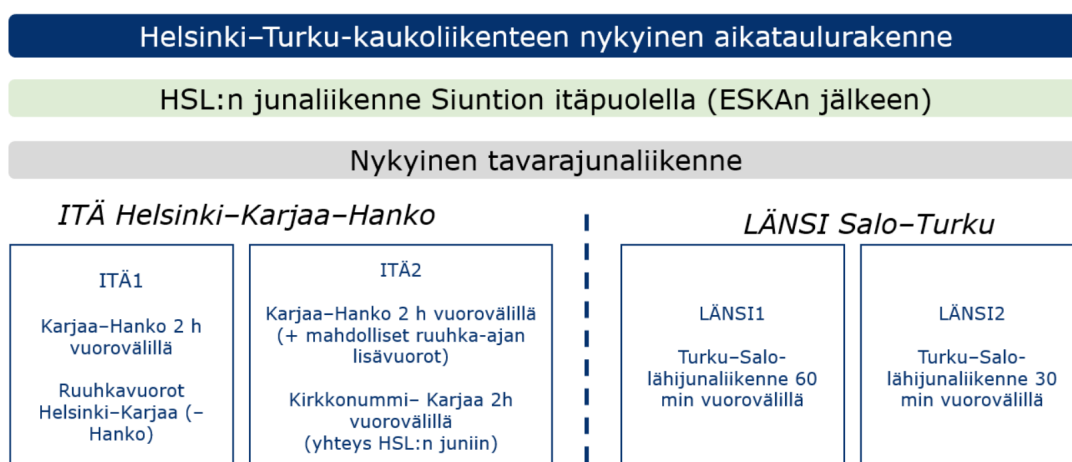 Helsinki–Turku-kaukoliikenteen nykyinen aikataulurakenne
HSL:n junaliikenne Siuntion itäpuolella (ESKAn jälkeen)
Nykyinen tavarajunaliikenne
ITÄ Helsinki–Karjaa–Hanko
ITÄ1
Karjaa–Hanko 2 h
vuorovälillä
Ruuhkavuorot
Helsinki–Karjaa (–
Hanko)
ITÄ2
Karjaa–Hanko 2 h vuorovälillä
(+ mahdolliset ruuhka-ajan
lisävuorot)
Kirkkonummi– Karjaa 2h
vuorovälillä
(yhteys HSL:n juniin)
LÄNSI Salo–Turku
LÄNSI1
Turku–Salo-
lähijunaliikenne 60
min vuorovälillä
LÄNSI2
Turku–Salo-
lähijunaliikenne 30
min vuorovälillä